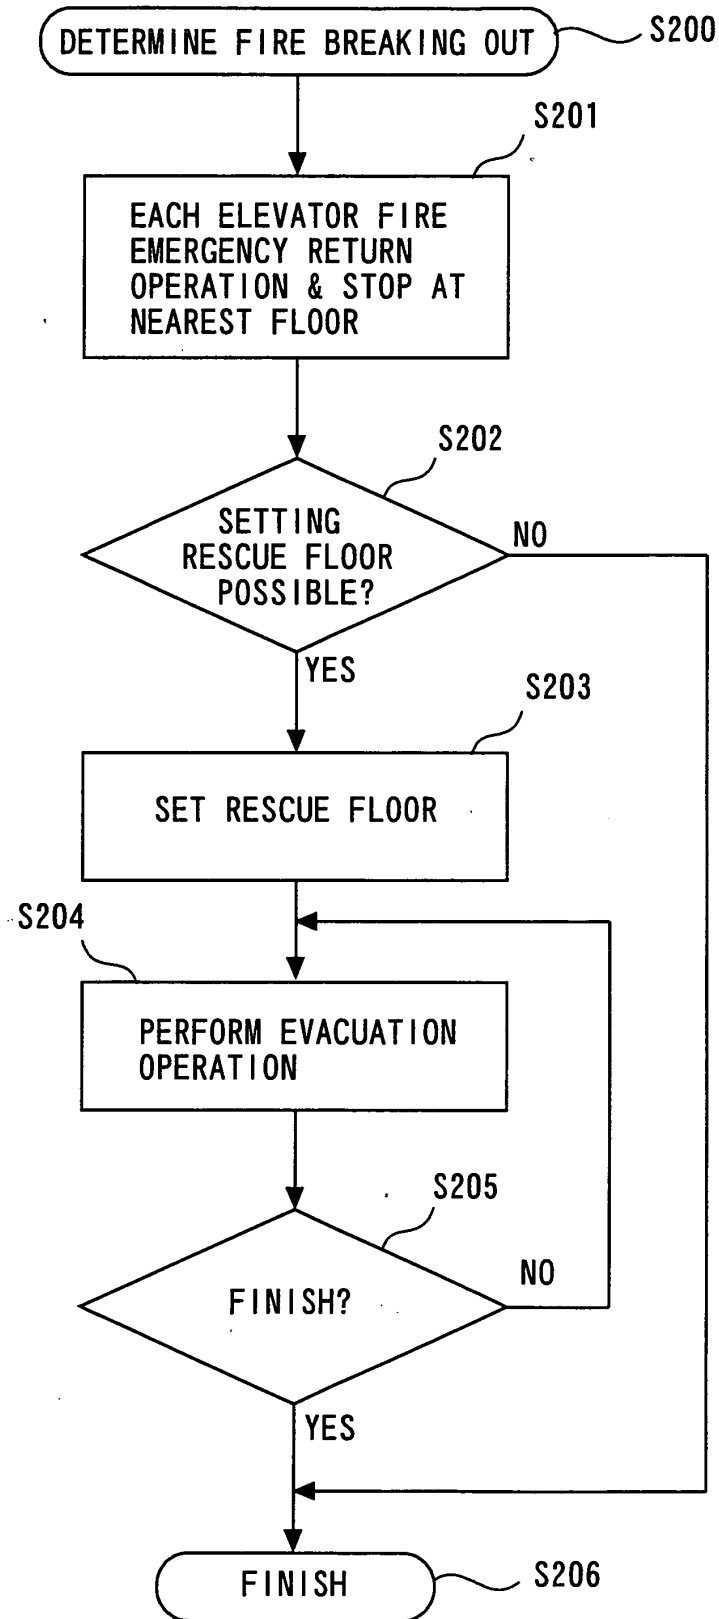 DETERMINE FIRE BREAKING OUT
S200
S201
EACH ELEVATOR FIRE
EMERGENCY RETURN
OPERATION & STOP AT
NEAREST FLOOR
S202
SETTING
RESCUE FLOOR
POSSIBLE?
NO
YES
S203
SET RESCUE FLOOR
S204
PERFORM EVACUATION
OPERATION
S205
FINISH?
NO
YES
FINISH
S206